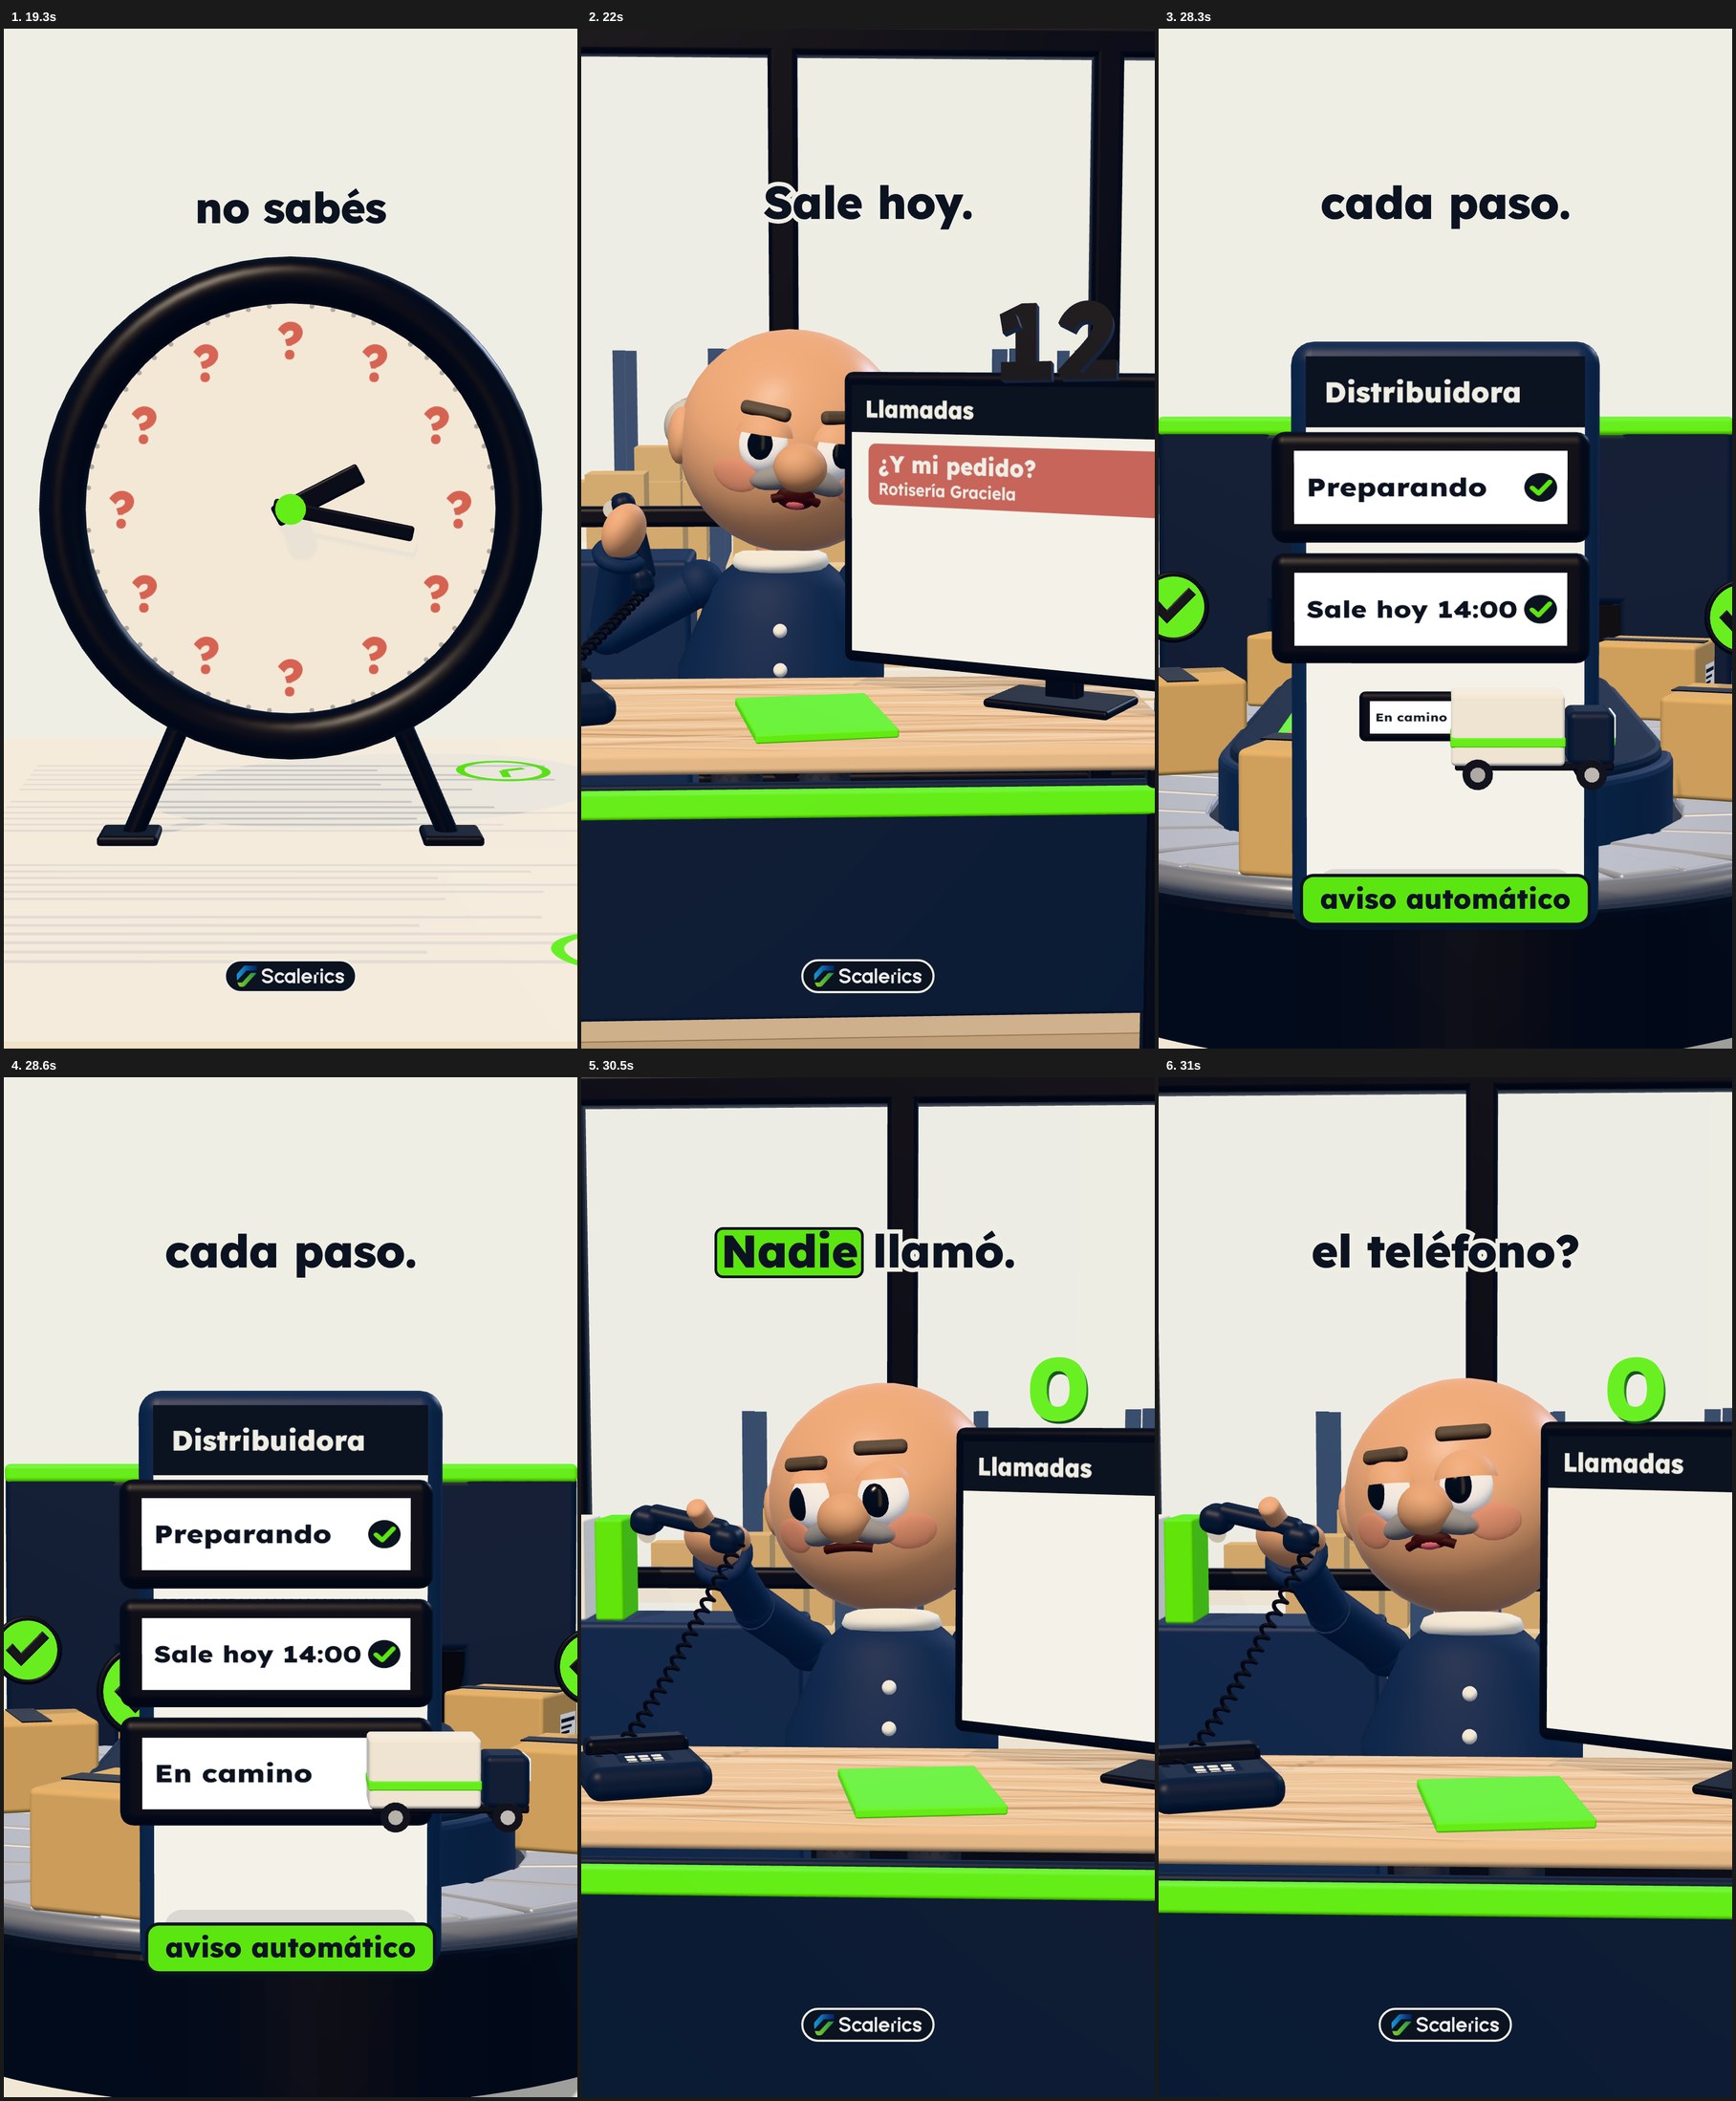 1. 19.3s
no sabés
? ? ? ? ? ? ? ? ? ? ? ?
Scalerics
2. 22s
Sale hoy.
12
Llamadas
¿Y mi pedido?
Rotisería Graciela
Scalerics
3. 28.3s
cada paso.
Distribuidora
Preparando
Sale hoy 14:00
En camino
aviso automático
4. 28.6s
cada paso.
Distribuidora
Preparando
Sale hoy 14:00
En camino
aviso automático
5. 30.5s
Nadie llamó.
0
Llamadas
Scalerics
6. 31s
el teléfono?
0
Llamadas
Scalerics